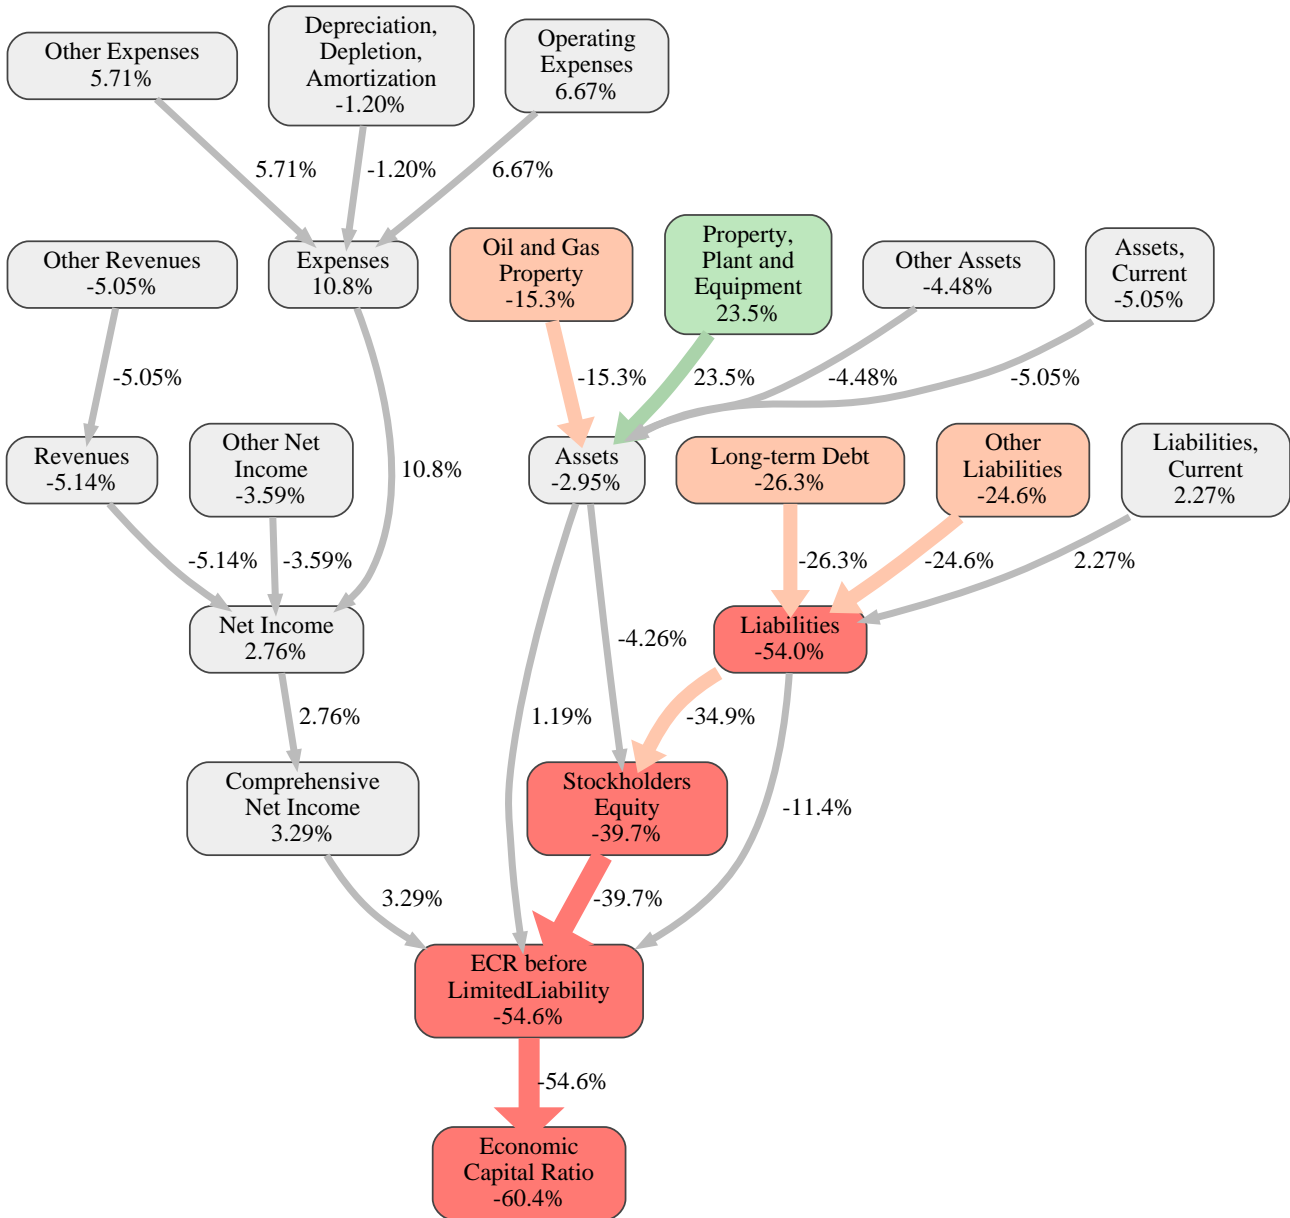 Other Expenses
5.71%
Depreciation,
Depletion,
Amortization
-1.20%
Operating
Expenses
6.67%
5.71%
-1.20%
6.67%
Other Revenues
-5.05%
Expenses
10.8%
Oil and Gas
Property
-15.3%
Property,
Plant and
Equipment
23.5%
Other Assets
-4.48%
Assets,
Current
-5.05%
-5.05%
-15.3%
23.5%
-4.48%
-5.05%
Revenues
-5.14%
Other Net
Income
-3.59%
10.8%
Assets
-2.95%
Long-term Debt
-26.3%
Other
Liabilities
-24.6%
Liabilities,
Current
2.27%
-5.14%
-3.59%
-26.3%
-24.6%
2.27%
Net Income
2.76%
-4.26%
Liabilities
-54.0%
2.76%
1.19%
-34.9%
Comprehensive
Net Income
3.29%
Stockholders
Equity
-39.7%
-11.4%
3.29%
-39.7%
ECR before
LimitedLiability
-54.6%
-54.6%
Economic
Capital Ratio
-60.4%